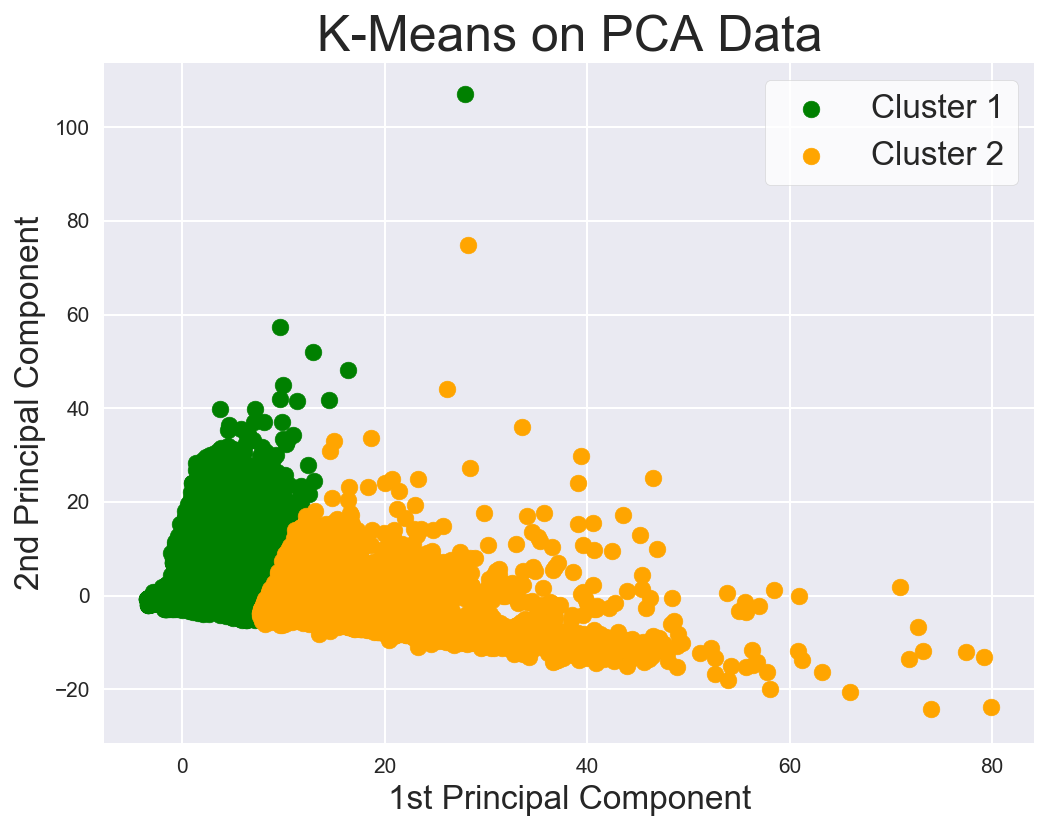 K-Means on PCA Data
Cluster 1
Cluster 2
2nd Principal Component
100
80
60
40
20
0
−20
0 20 40 60 80
1st Principal Component